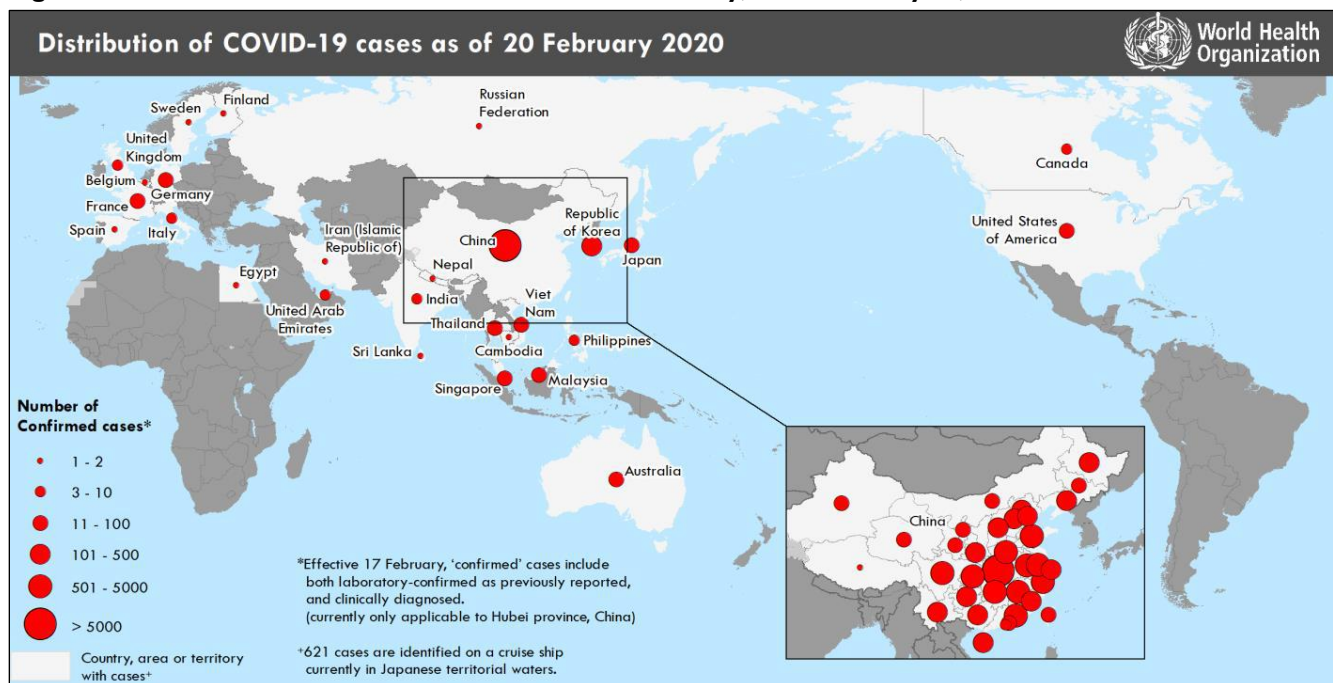 Distribution of COVID-19 cases as of 20 February 2020
World Health
Organization
Finland
Sweden
Russian
Federation
United
Kingdom
Belgium
Germany
France
Spain
Italy
Iran (Islamic
Republic of)
China
Republic
of Korea
Japan
Canada
United States
of America
Egypt
Nepal
India
Viet
Nam
United Arab
Emirates
Thailand
Philippines
Sri Lanka
Cambodia
Singapore
Malaysia
Australia
Number of
Confirmed cases*
1 - 2
3 - 10
11 - 100
101 - 500
501 - 5000
> 5000
Country, area or territory
with cases⁺
*Effective 17 February, 'confirmed' cases include
both laboratory-confirmed as previously reported,
and clinically diagnosed.
(currently only applicable to Hubei province, China)
⁺621 cases are identified on a cruise ship
currently in Japanese territorial waters.
China